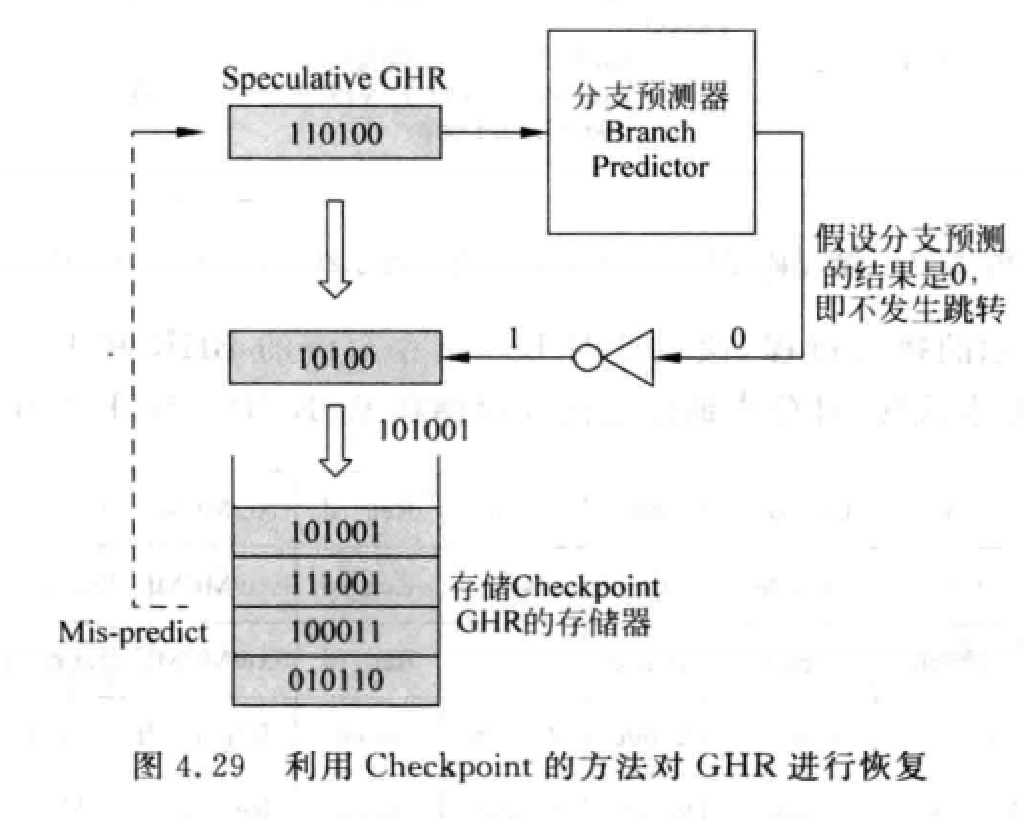 Speculative GHR
110100
分支预测器
Branch
Predictor
假设分支预测
的结果是0,
即不发生跳转
10100
1
0
101001
101001
111001
100011
010110
存储Checkpoint
GHR的存储器
Mis-predict
图 4.29 利用 Checkpoint 的方法对 GHR 进行恢复